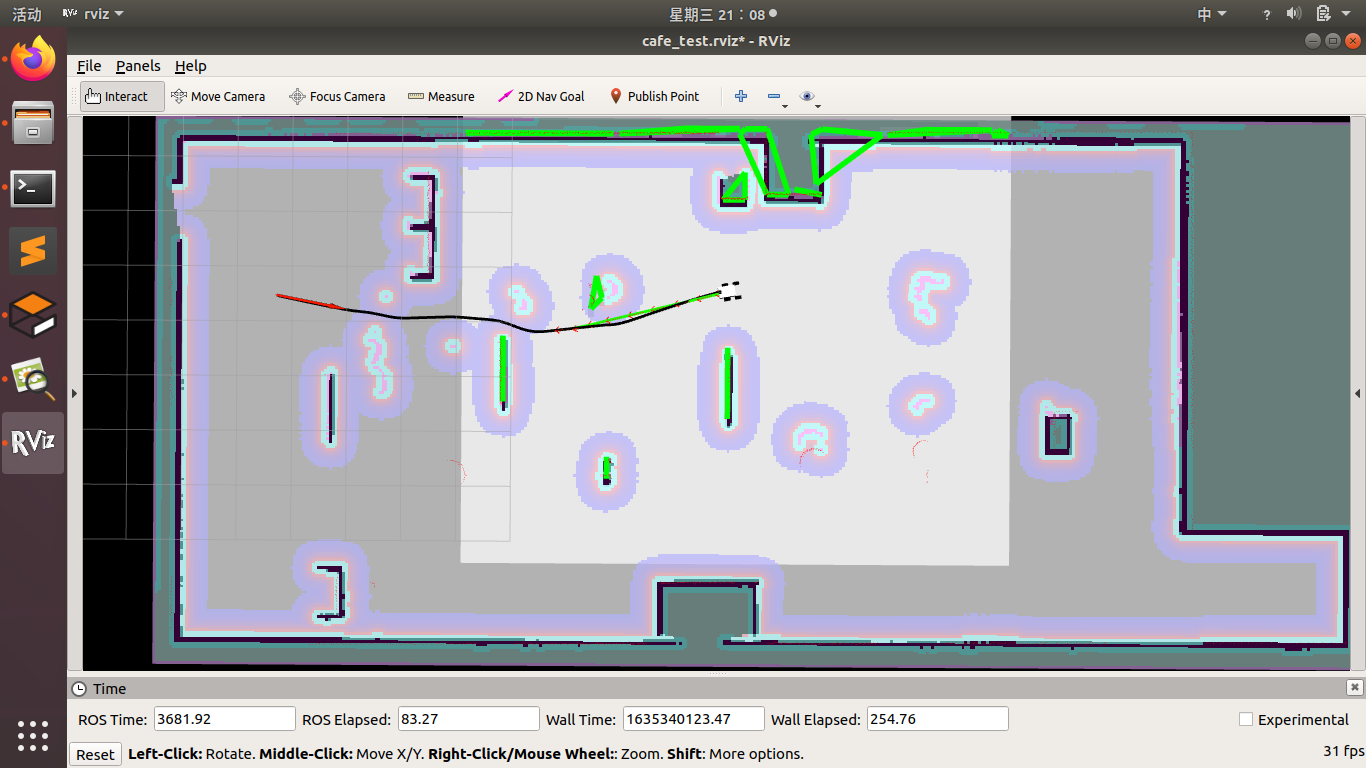 活动 RViz rviz 星期三 21：08 中 ?
cafe_test.rviz* - RViz
File Panels Help
Interact Move Camera Focus Camera Measure 2D Nav Goal Publish Point
RViz
Time
ROS Time: 3681.92 ROS Elapsed: 83.27 Wall Time: 1635340123.47 Wall Elapsed: 254.76 Experimental
Reset Left-Click: Rotate. Middle-Click: Move X/Y. Right-Click/Mouse Wheel:: Zoom. Shift: More options. 31 fps